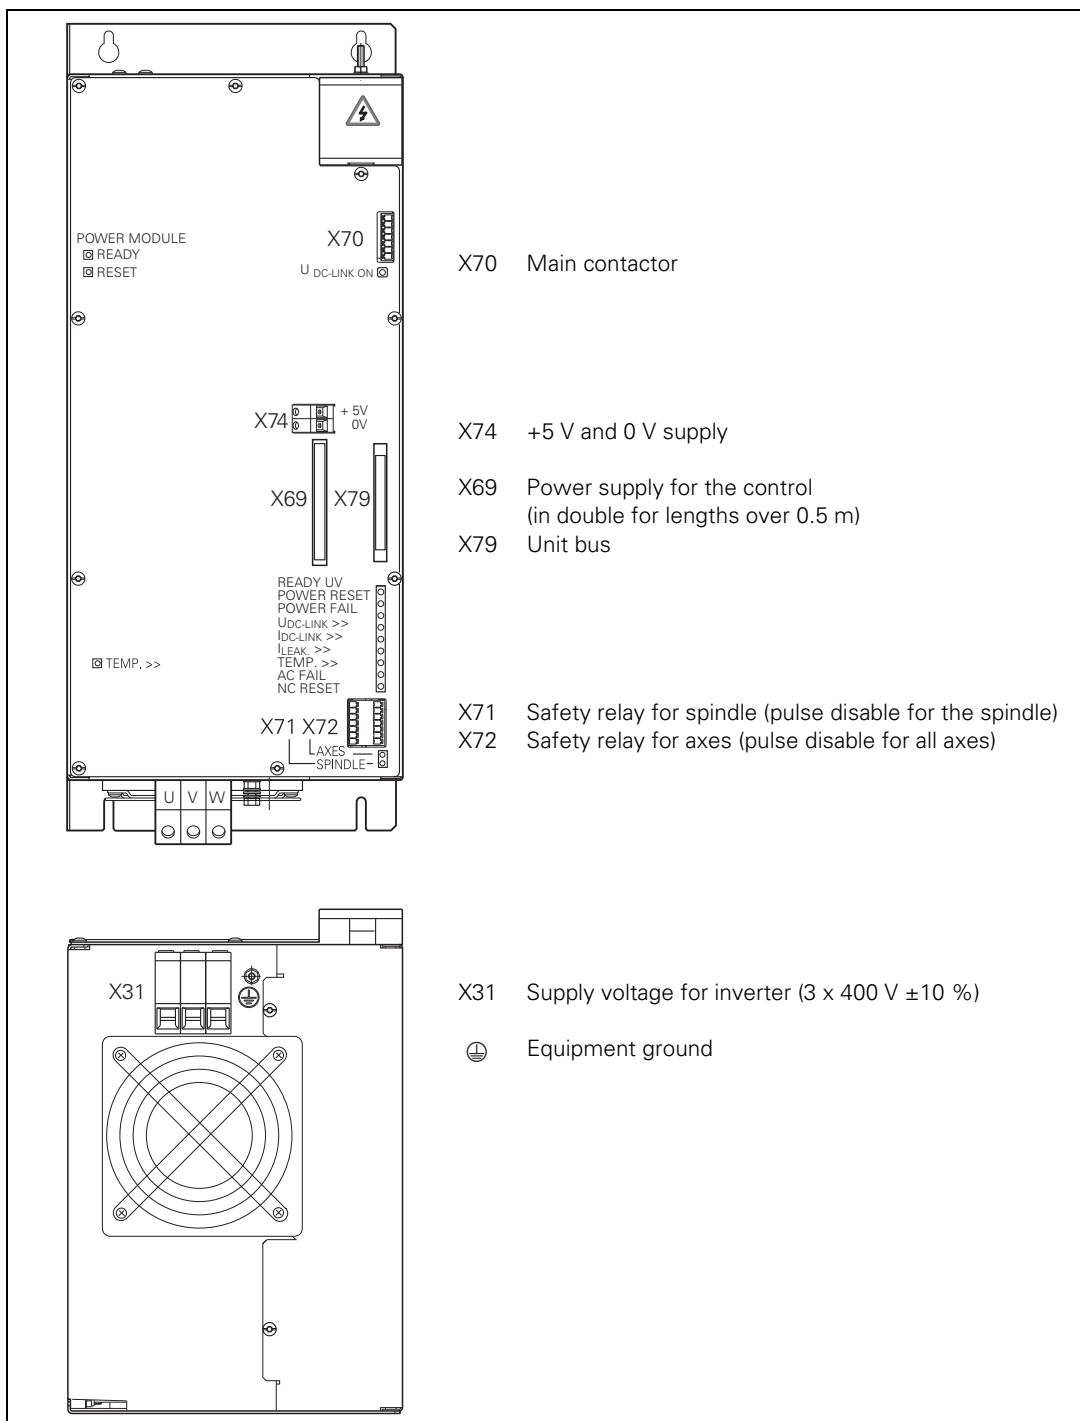 POWER MODULE
READY
RESET
X70
U DC-LINK ON
X70 Main contactor
X74
+ 5V
0V
X74 +5 V and 0 V supply
X69 X79
X69 Power supply for the control
(in double for lengths over 0.5 m)
X79 Unit bus
READY UV
POWER RESET
POWER FAIL
UDC-LINK >>
IDC-LINK >>
ILEAK. >>
TEMP. >>
AC FAIL
NC RESET
TEMP. >>
X71 X72
AXES
SPINDLE
X71 Safety relay for spindle (pulse disable for the spindle)
X72 Safety relay for axes (pulse disable for all axes)
U V W
X31
X31 Supply voltage for inverter (3 x 400 V ±10 %)
Equipment ground